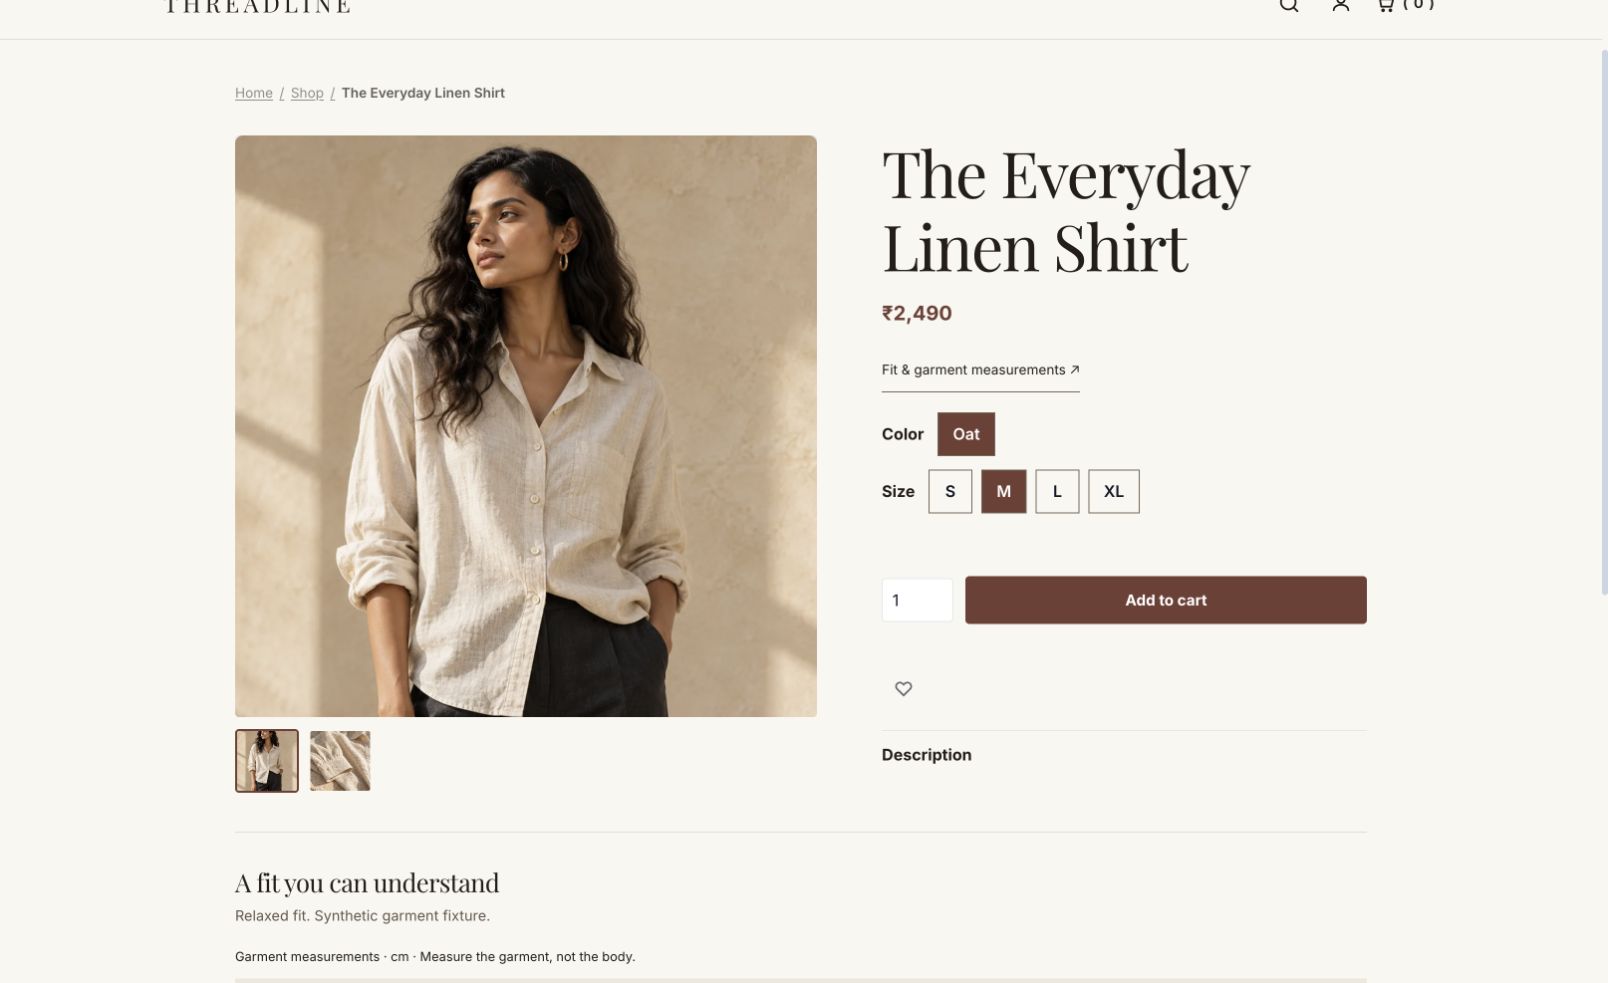 THREADLINE
( 0 )
Home / Shop / The Everyday Linen Shirt
The Everyday
Linen Shirt
₹2,490
Fit & garment measurements ↗
Color Oat
Size S M L XL
1 Add to cart
Description
A fit you can understand
Relaxed fit. Synthetic garment fixture.
Garment measurements · cm · Measure the garment, not the body.